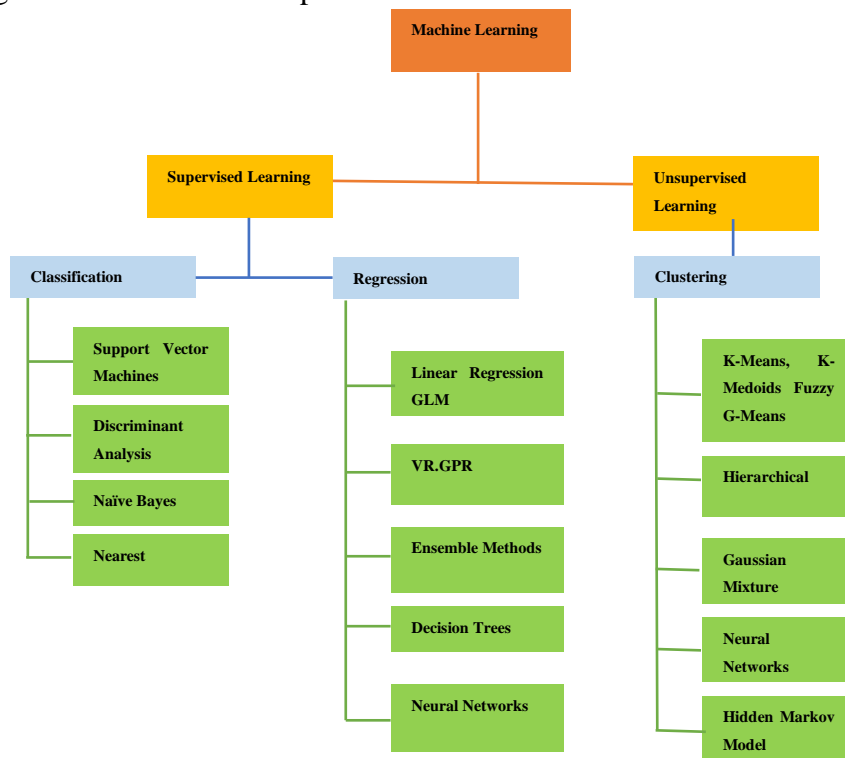 Machine Learning
Supervised Learning
Unsupervised
Learning
Classification
Regression
Clustering
Support Vector
Machines
Discriminant
Analysis
Naïve Bayes
Nearest
Linear Regression
GLM
VR.GPR
Ensemble Methods
Decision Trees
Neural Networks
K-Means, K-
Medoids Fuzzy
G-Means
Hierarchical
Gaussian
Mixture
Neural
Networks
Hidden Markov
Model